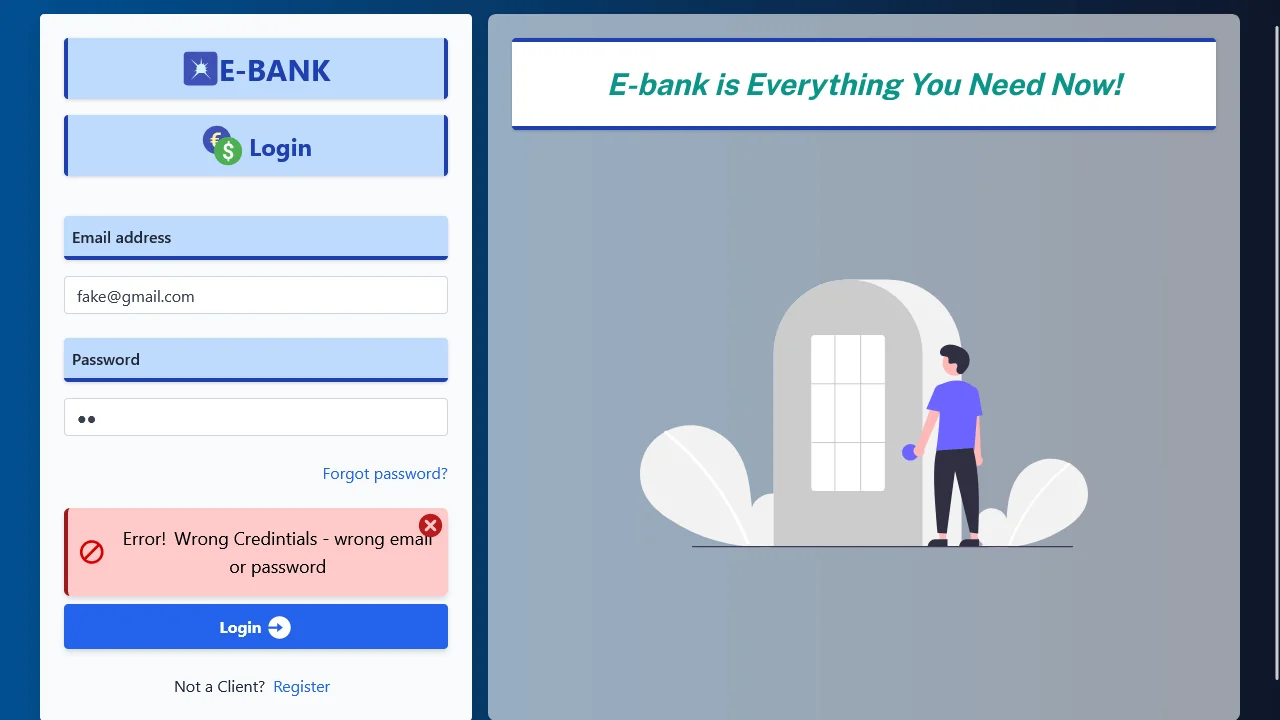 E-BANK
€ $ Login
Email address
fake@gmail.com
Password
Forgot password?
Error! Wrong Credintials - wrong email
or password
Login
Not a Client? Register
E-bank is Everything You Need Now!